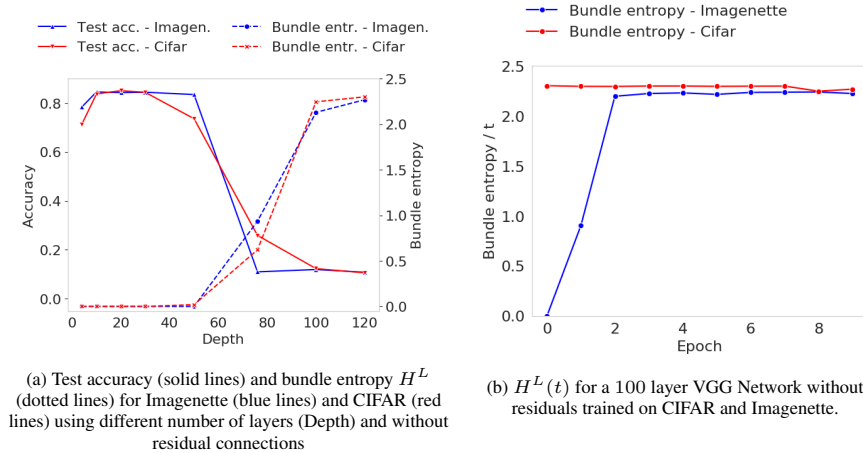 Test acc. - Imagen.
Test acc. - Cifar
Bundle entr. - Imagen.
Bundle entr. - Cifar
Accuracy
0.8
0.6
0.4
0.2
0.0
2.5
2.0
1.5
1.0
0.5
0.0
Bundle entropy
0 20 40 60 80 100 120
Depth
(a) Test accuracy (solid lines) and bundle entropy H^L
(dotted lines) for Imagenette (blue lines) and CIFAR (red
lines) using different number of layers (Depth) and without
residual connections
Bundle entropy - Imagenette
Bundle entropy - Cifar
Bundle entropy / t
2.5
2.0
1.5
1.0
0.5
0.0
0 2 4 6 8
Epoch
(b) H^L(t) for a 100 layer VGG Network without
residuals trained on CIFAR and Imagenette.